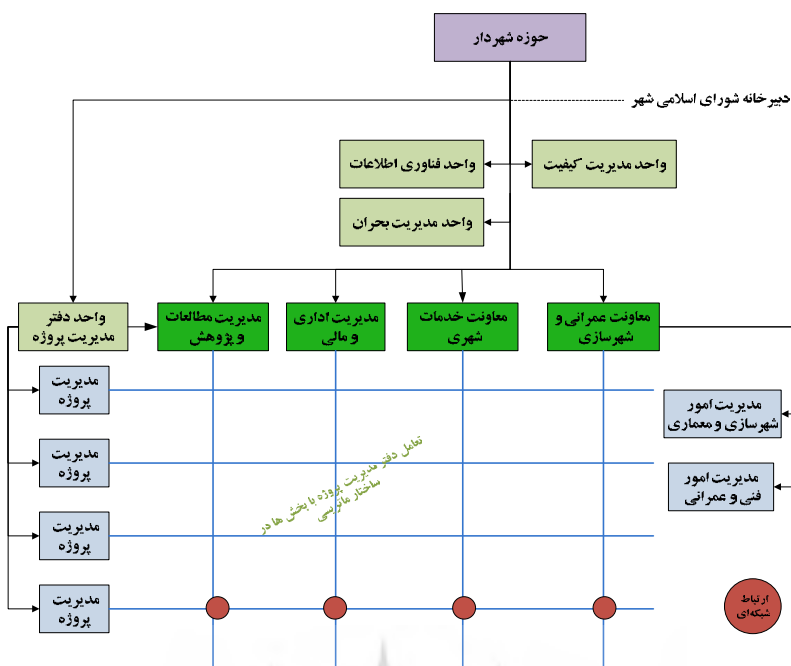 حوزه شهردار
دبیرخانه شورای اسلامی شهر
واحد مدیریت کیفیت
واحد فناوری اطلاعات
واحد مدیریت بحران
معاونت عمرانی و
شهرسازی
معاونت خدمات
شهری
مدیریت اداری
و مالی
مدیریت مطالعات
و پژوهش
واحد دفتر
مدیریت پروژه
مدیریت امور
شهرسازی و معماری
مدیریت امور
فنی و عمرانی
مدیریت
پروژه
مدیریت
پروژه
مدیریت
پروژه
مدیریت
پروژه
تعامل دفتر مدیریت پروژه با بخش ها در
ساختار ماتریسی
ارتباط
شبکه‌ای